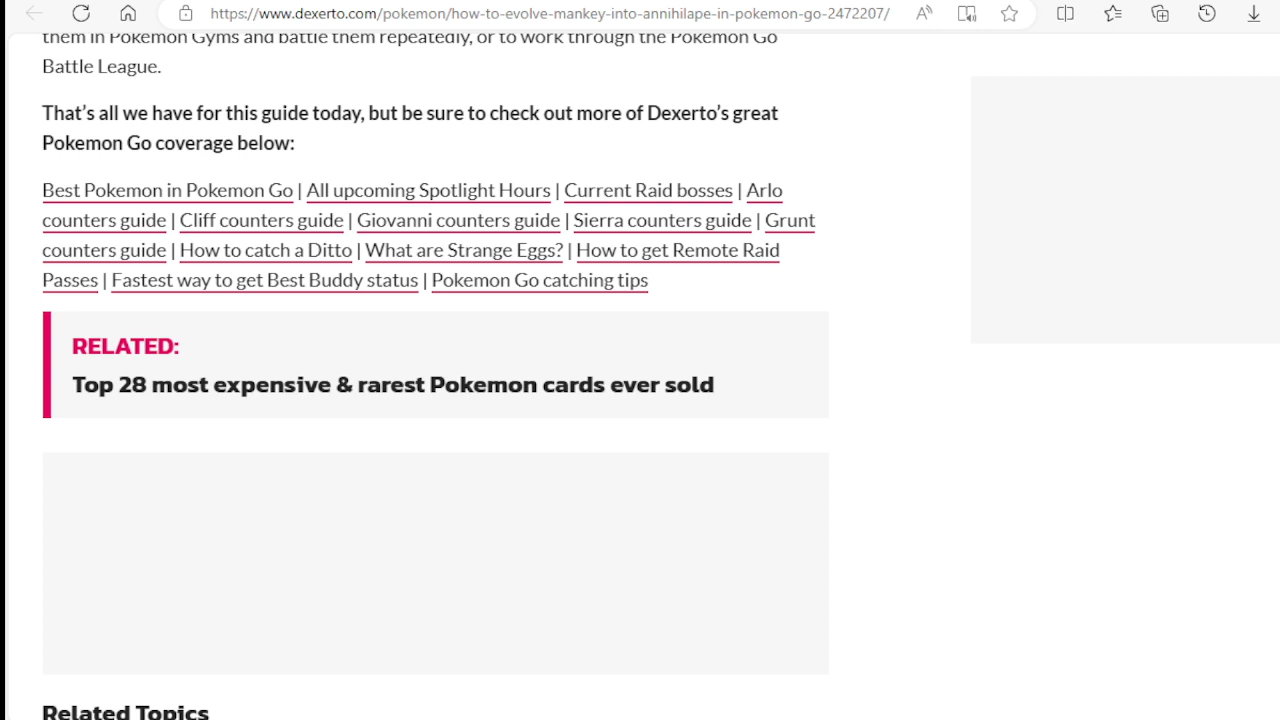 https://www.dexerto.com/pokemon/how-to-evolve-mankey-into-annihilape-in-pokemon-go-2472207/
them in Pokemon Gyms and battle them repeatedly, or to work through the Pokemon Go
Battle League.
That’s all we have for this guide today, but be sure to check out more of Dexerto’s great
Pokemon Go coverage below:
Best Pokemon in Pokemon Go | All upcoming Spotlight Hours | Current Raid bosses | Arlo
counters guide | Cliff counters guide | Giovanni counters guide | Sierra counters guide | Grunt
counters guide | How to catch a Ditto | What are Strange Eggs? | How to get Remote Raid
Passes | Fastest way to get Best Buddy status | Pokemon Go catching tips
RELATED:
Top 28 most expensive & rarest Pokemon cards ever sold
Related Topics